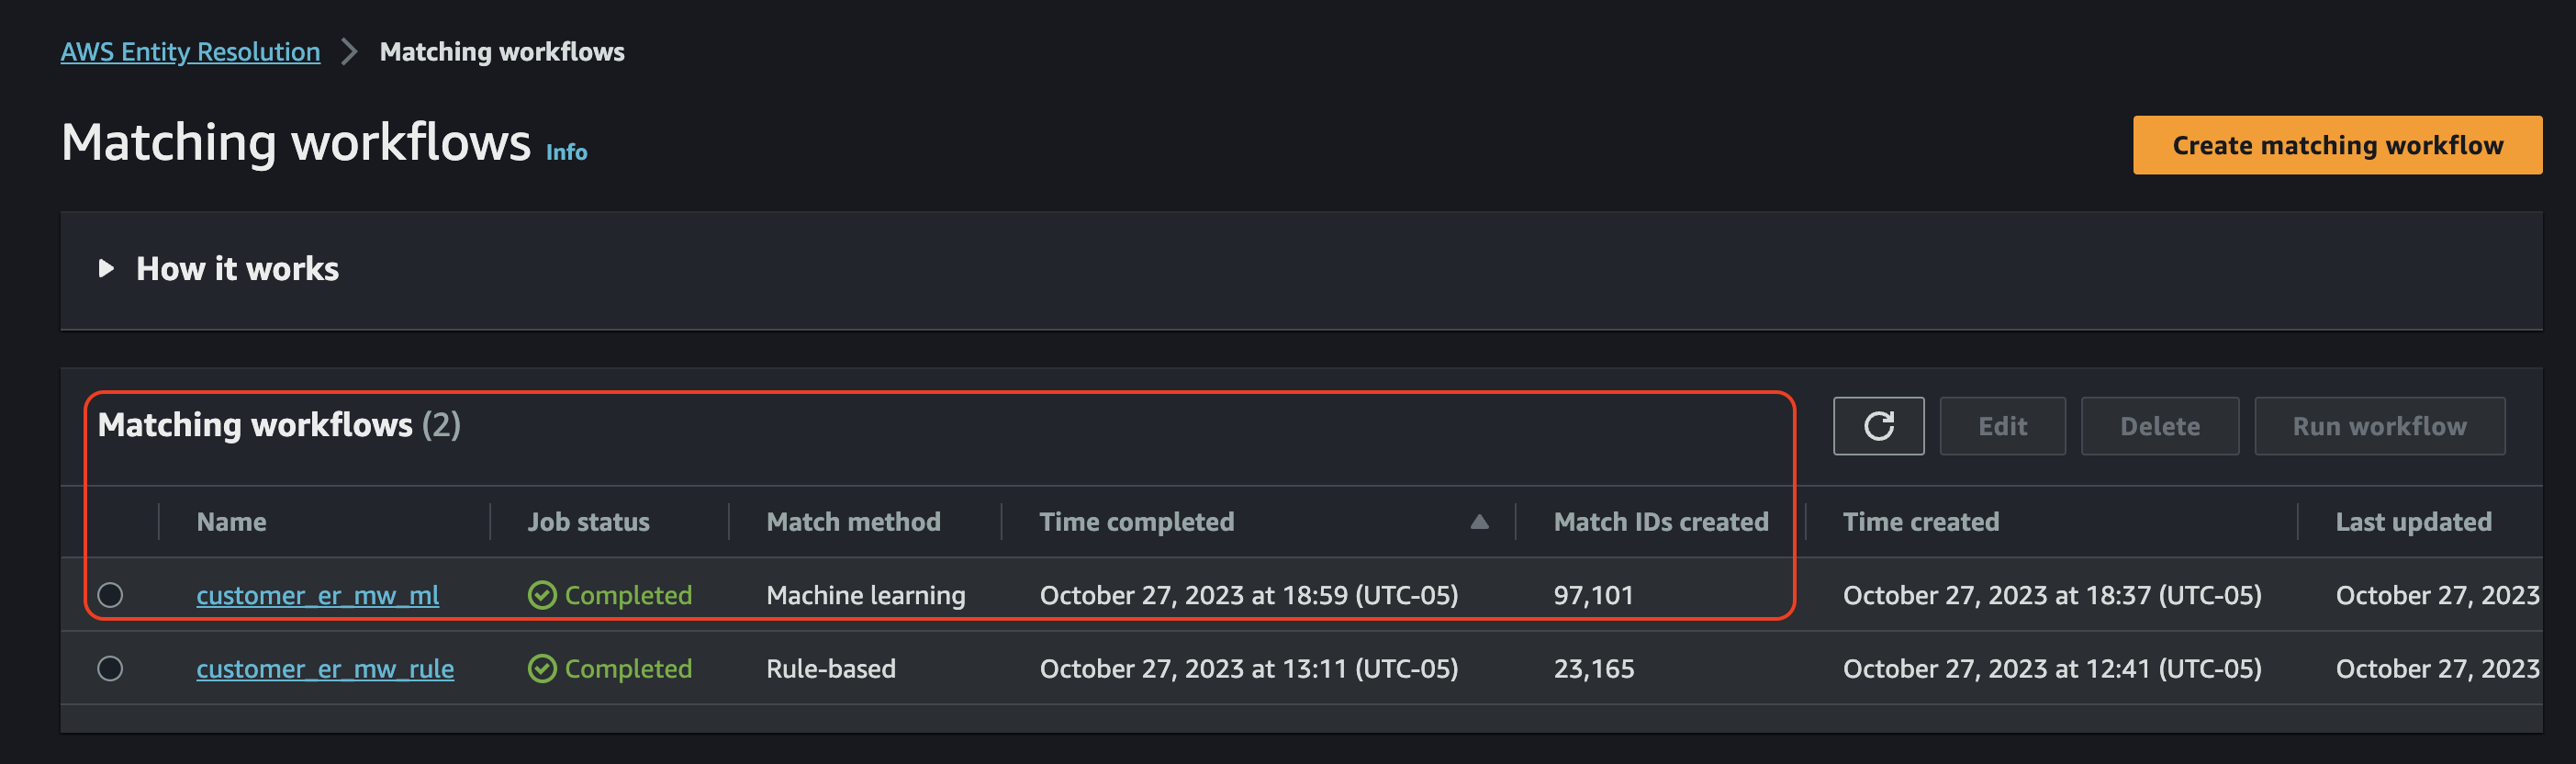 AWS Entity Resolution > Matching workflows
Matching workflows Info
Create matching workflow
How it works
Matching workflows (2)
Edit Delete Run workflow
Name Job status Match method Time completed Match IDs created Time created Last updated
customer_er_mw_ml Completed Machine learning October 27, 2023 at 18:59 (UTC-05) 97,101 October 27, 2023 at 18:37 (UTC-05) October 27, 2023
customer_er_mw_rule Completed Rule-based October 27, 2023 at 13:11 (UTC-05) 23,165 October 27, 2023 at 12:41 (UTC-05) October 27, 2023